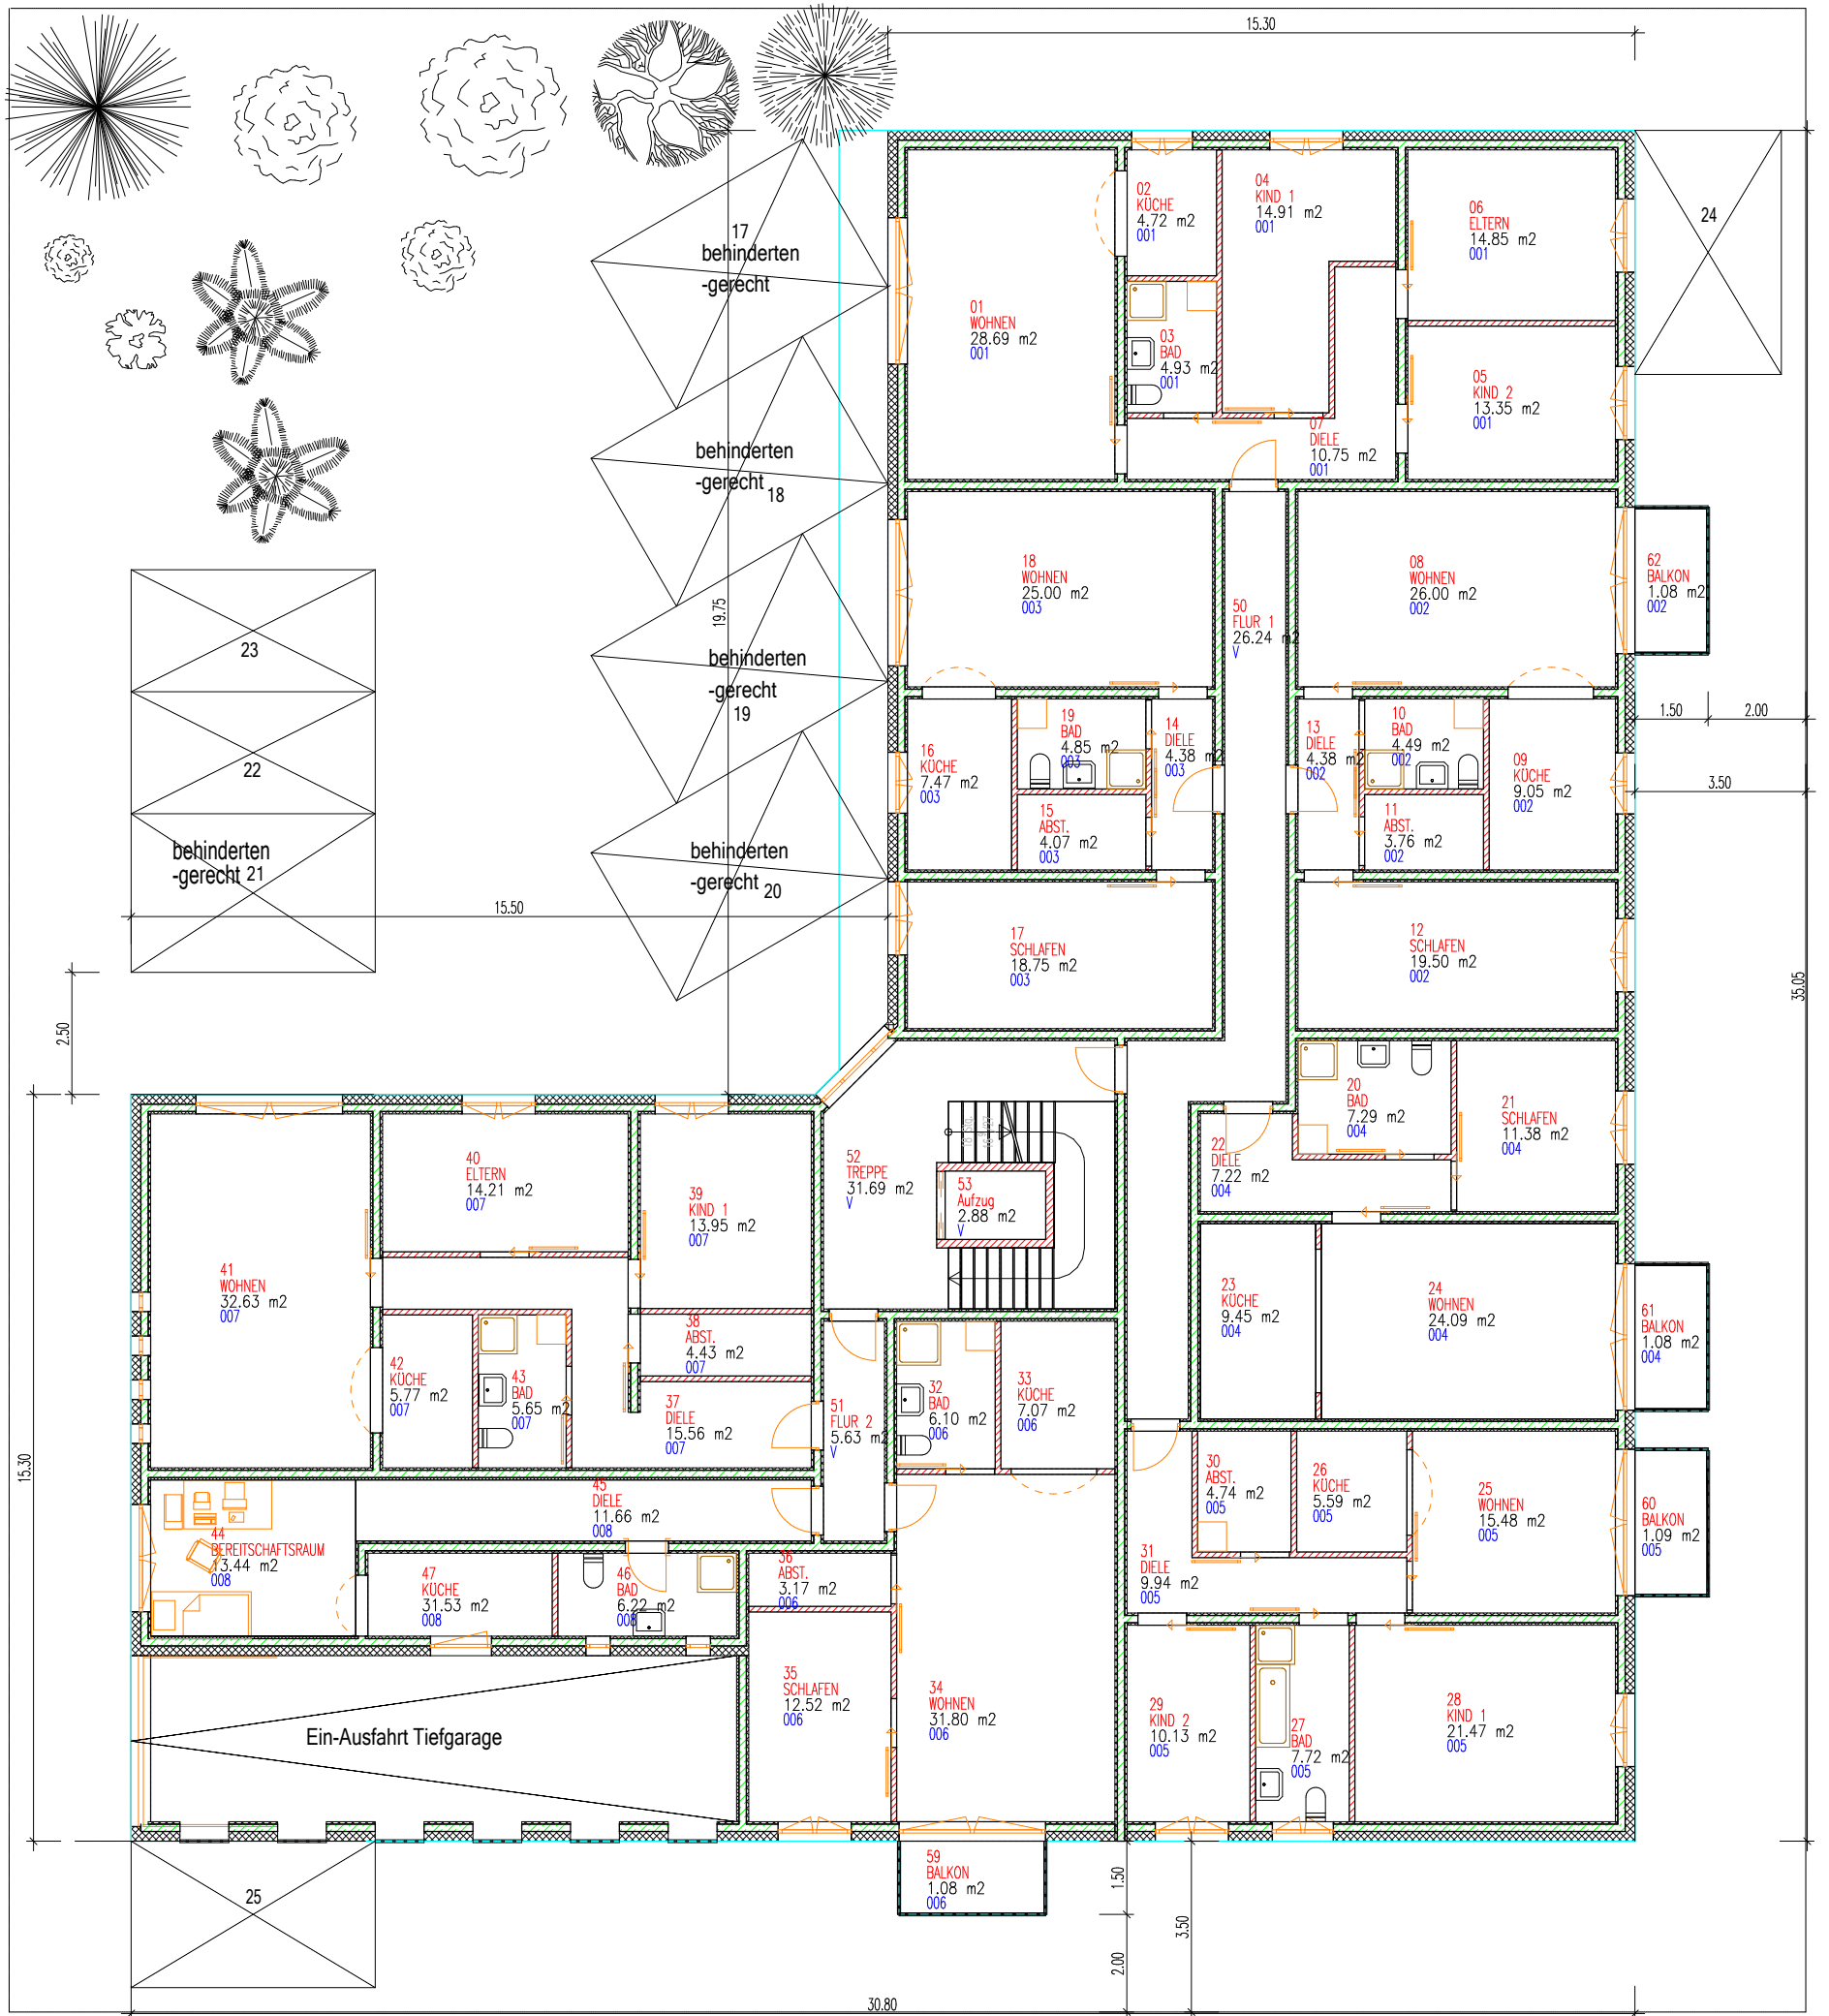 15.30
17
behinderten
-gerecht
behinderten
-gerecht 18
behinderten
-gerecht
19
behinderten
-gerecht 20
23
22
behinderten
-gerecht 21
24
25
19.75
15.50
2.50
15.30
1.50
2.00
3.50
35.05
1.50
2.00
3.50
30.80
01
WOHNEN
28.69 m2
001
02
KÜCHE
4.72 m2
001
03
BAD
4.93 m2
001
04
KIND 1
14.91 m2
001
06
ELTERN
14.85 m2
001
05
KIND 2
13.35 m2
001
07
DIELE
10.75 m2
001
18
WOHNEN
25.00 m2
003
50
FLUR 1
26.24 m2
V
08
WOHNEN
26.00 m2
002
62
BALKON
1.08 m2
002
16
KÜCHE
7.47 m2
003
19
BAD
4.85 m2
003
14
DIELE
4.38 m2
003
15
ABST.
4.07 m2
003
13
DIELE
4.38 m2
002
10
BAD
4.49 m2
002
11
ABST.
3.76 m2
002
09
KÜCHE
9.05 m2
002
17
SCHLAFEN
18.75 m2
003
12
SCHLAFEN
19.50 m2
002
20
BAD
7.29 m2
004
21
SCHLAFEN
11.38 m2
004
22
DIELE
7.22 m2
004
52
TREPPE
31.69 m2
V
53
Aufzug
2.88 m2
V
23
KÜCHE
9.45 m2
004
24
WOHNEN
24.09 m2
004
61
BALKON
1.08 m2
004
40
ELTERN
14.21 m2
007
39
KIND 1
13.95 m2
007
41
WOHNEN
32.63 m2
007
38
ABST.
4.43 m2
007
42
KÜCHE
5.77 m2
007
43
BAD
5.65 m2
007
37
DIELE
15.56 m2
007
51
FLUR 2
5.63 m2
V
32
BAD
6.10 m2
006
33
KÜCHE
7.07 m2
006
30
ABST.
4.74 m2
005
26
KÜCHE
5.59 m2
005
25
WOHNEN
15.48 m2
005
60
BALKON
1.09 m2
005
31
DIELE
9.94 m2
005
45
DIELE
11.66 m2
008
44
BEREITSCHAFTSRAUM
13.44 m2
008
47
KÜCHE
31.53 m2
008
46
BAD
6.22 m2
008
36
ABST.
3.17 m2
006
35
SCHLAFEN
12.52 m2
006
34
WOHNEN
31.80 m2
006
29
KIND 2
10.13 m2
005
27
BAD
7.72 m2
005
28
KIND 1
21.47 m2
005
Ein-Ausfahrt Tiefgarage
59
BALKON
1.08 m2
006